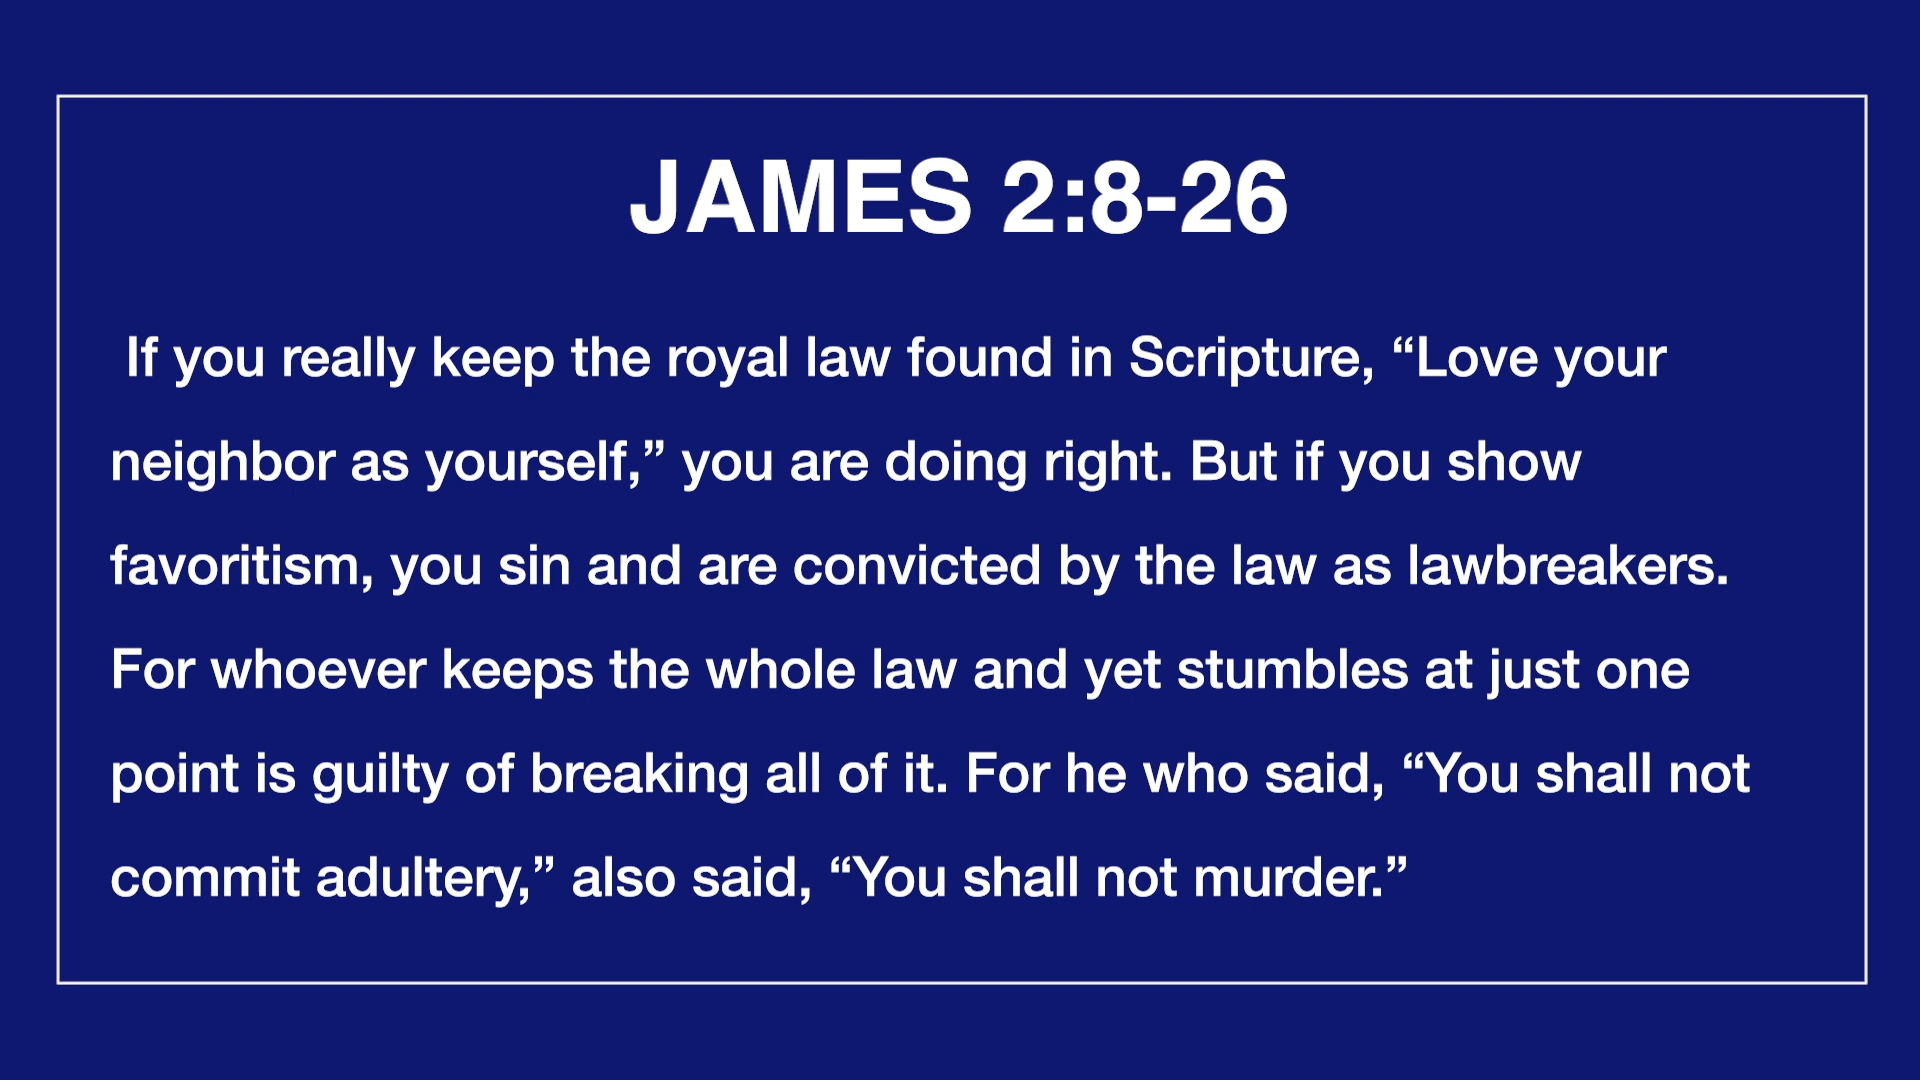 JAMES 2:8-26
If you really keep the royal law found in Scripture, “Love your
neighbor as yourself,” you are doing right. But if you show
favoritism, you sin and are convicted by the law as lawbreakers.
For whoever keeps the whole law and yet stumbles at just one
point is guilty of breaking all of it. For he who said, “You shall not
commit adultery,” also said, “You shall not murder.”